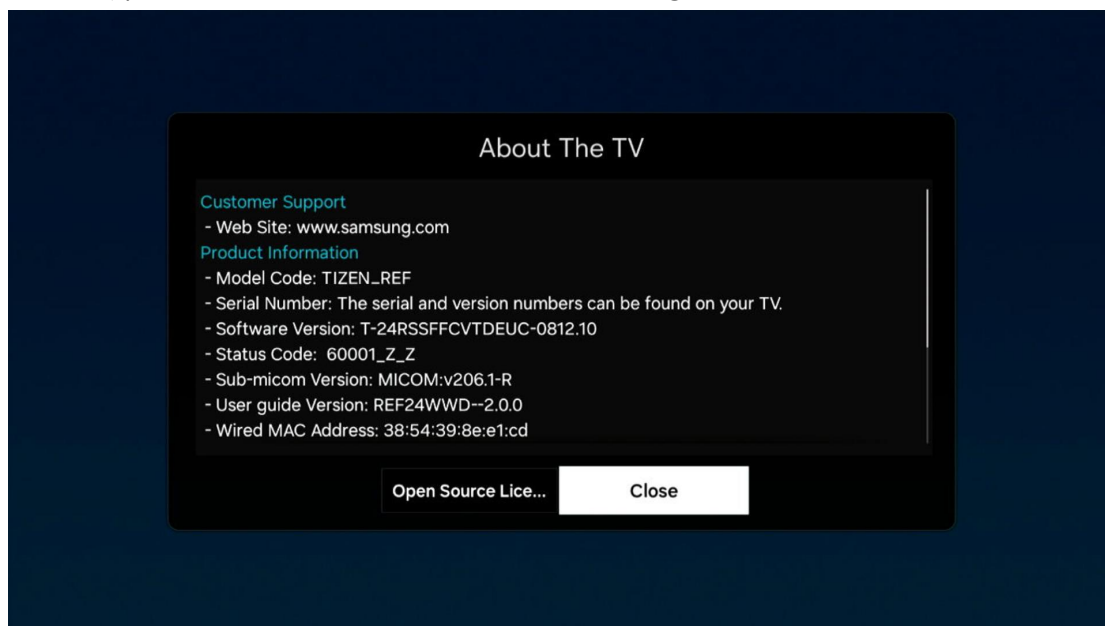 About The TV
Customer Support
- Web Site: www.samsung.com
Product Information
- Model Code: TIZEN_REF
- Serial Number: The serial and version numbers can be found on your TV.
- Software Version: T-24RSSFFCVTDEUC-0812.10
- Status Code:  60001_Z_Z
- Sub-micom Version: MICOM:v206.1-R
- User guide Version: REF24WWD--2.0.0
- Wired MAC Address: 38:54:39:8e:e1:cd
Open Source Lice...
Close